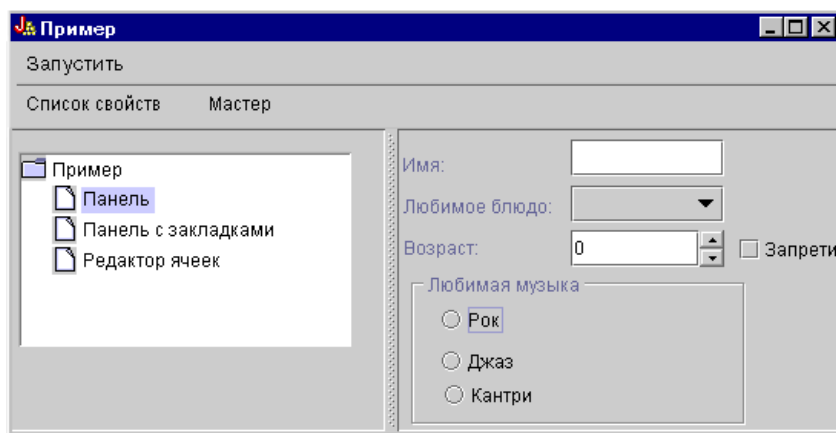 Пример
Запустить
Список свойств Мастер
Пример
Панель
Панель с закладками
Редактор ячеек
Имя:
Любимое блюдо:
Возраст: 0 Запрети
Любимая музыка
Рок
Джаз
Кантри